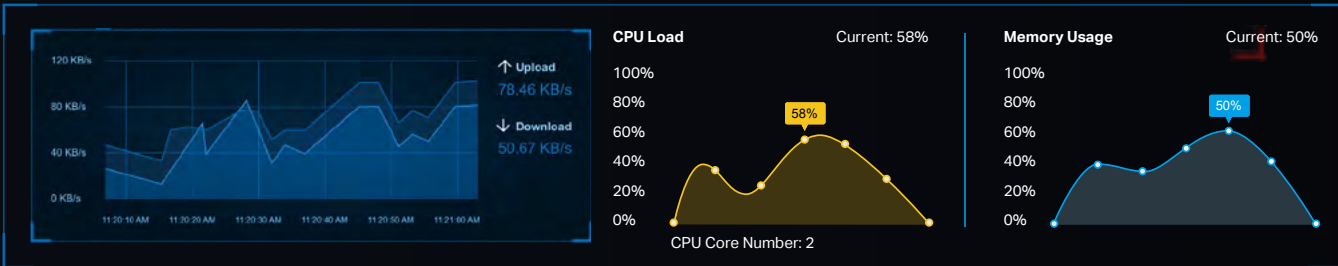 120 KB/s
80 KB/s
40 KB/s
0 KB/s
11:20:10 AM 11:20:20 AM 11:20:30 AM 11:20:40 AM 11:20:50 AM 11:21:60 AM
↑ Upload
78.46 KB/s
↓ Download
50.67 KB/s
CPU Load Current: 58%
100%
80%
60%
40%
20%
0%
58%
CPU Core Number: 2
Memory Usage Current: 50%
100%
80%
60%
40%
20%
0%
50%